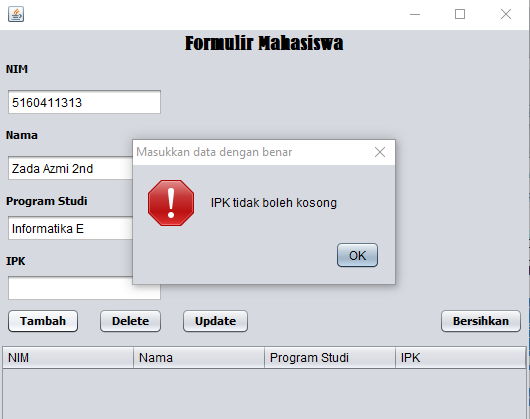 Formulir Mahasiswa
NIM
5160411313
Nama
Zada Azmi 2nd
Program Studi
Informatika E
IPK
Masukkan data dengan benar
IPK tidak boleh kosong
OK
Tambah Delete Update Bersihkan
NIM Nama Program Studi IPK